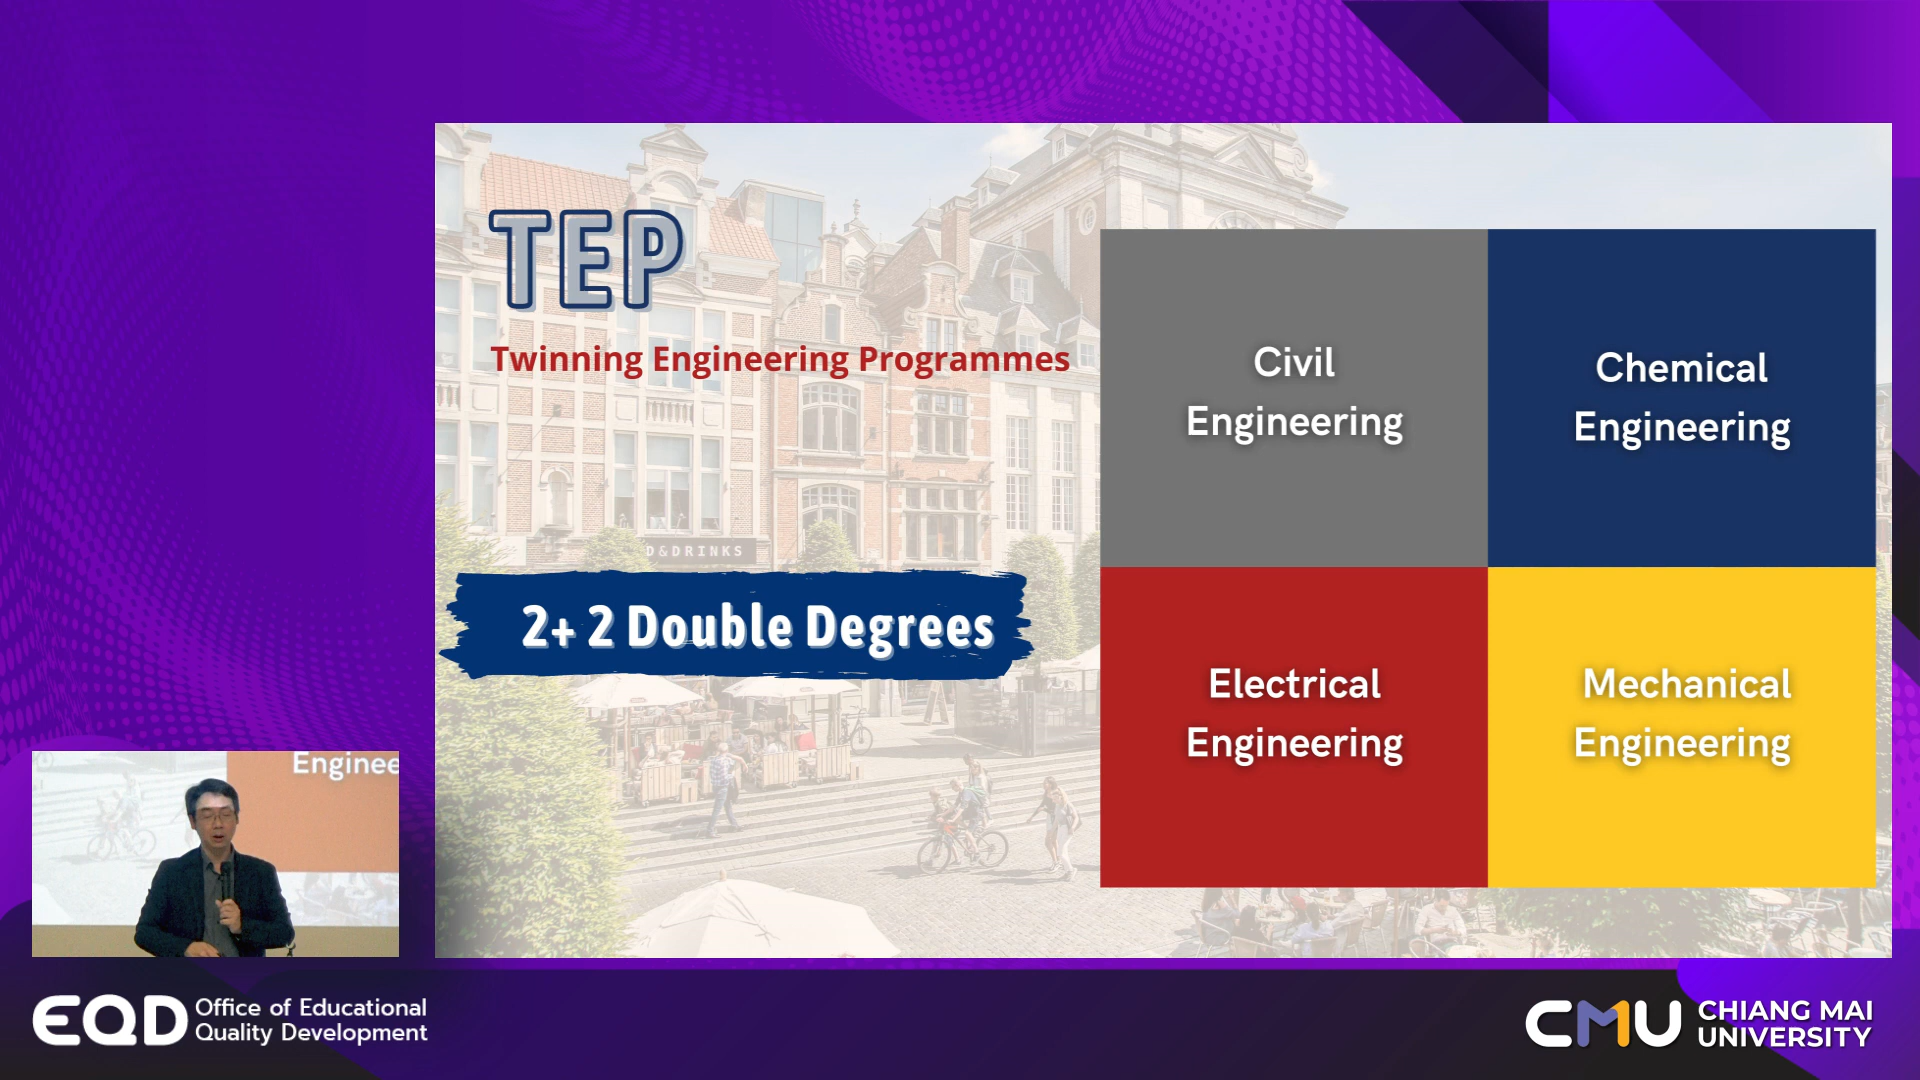 TEP
Twinning Engineering Programmes
D&DRINKS
2+ 2 Double Degrees
Civil
Engineering
Chemical
Engineering
Electrical
Engineering
Mechanical
Engineering
Enginee
EQD Office of Educational
Quality Development
CMU CHIANG MAI
UNIVERSITY